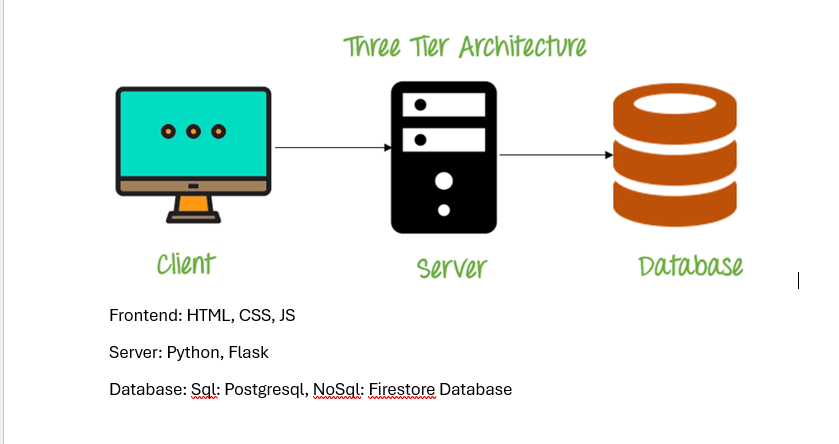 Three Tier Architecture
Client
Server
Database
Frontend: HTML, CSS, JS
Server: Python, Flask
Database: Sql: Postgresql, NoSql: Firestore Database